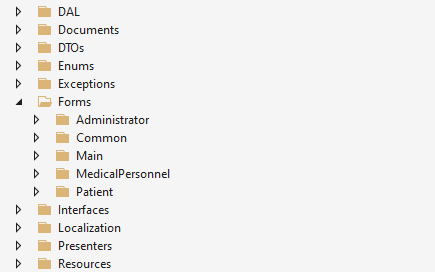 DAL
Documents
DTOs
Enums
Exceptions
Forms
Administrator
Common
Main
MedicalPersonnel
Patient
Interfaces
Localization
Presenters
Resources